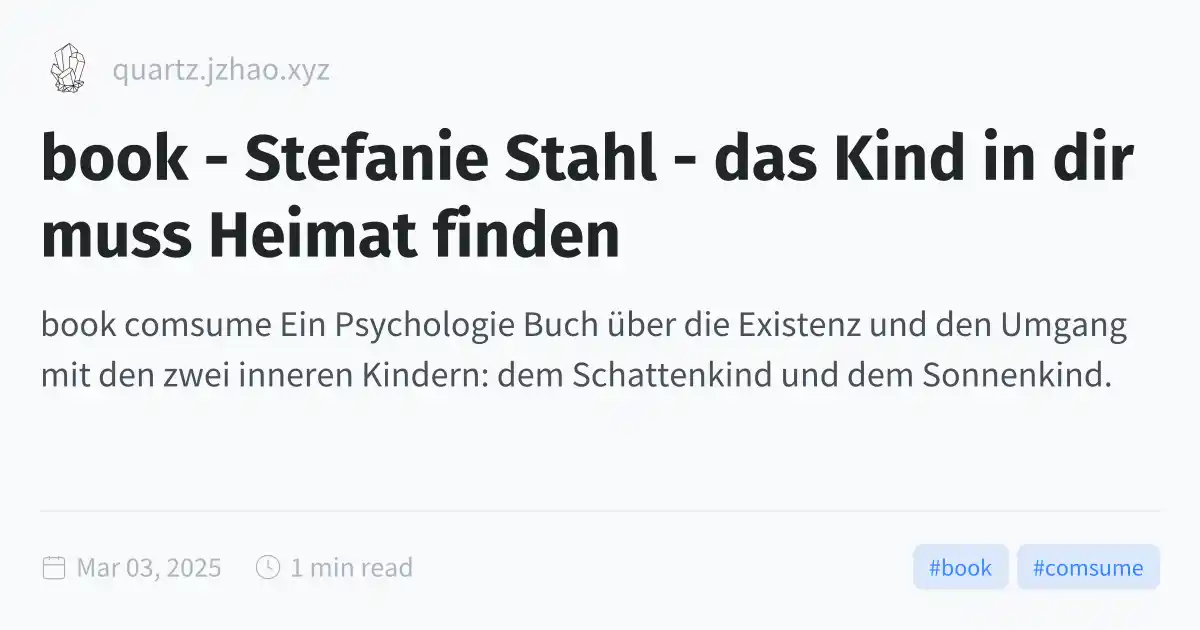 quartz.jzhao.xyz
book - Stefanie Stahl - das Kind in dir
muss Heimat finden
book comsume Ein Psychologie Buch über die Existenz und den Umgang
mit den zwei inneren Kindern: dem Schattenkind und dem Sonnenkind.
Mar 03, 2025 1 min read #book #comsume